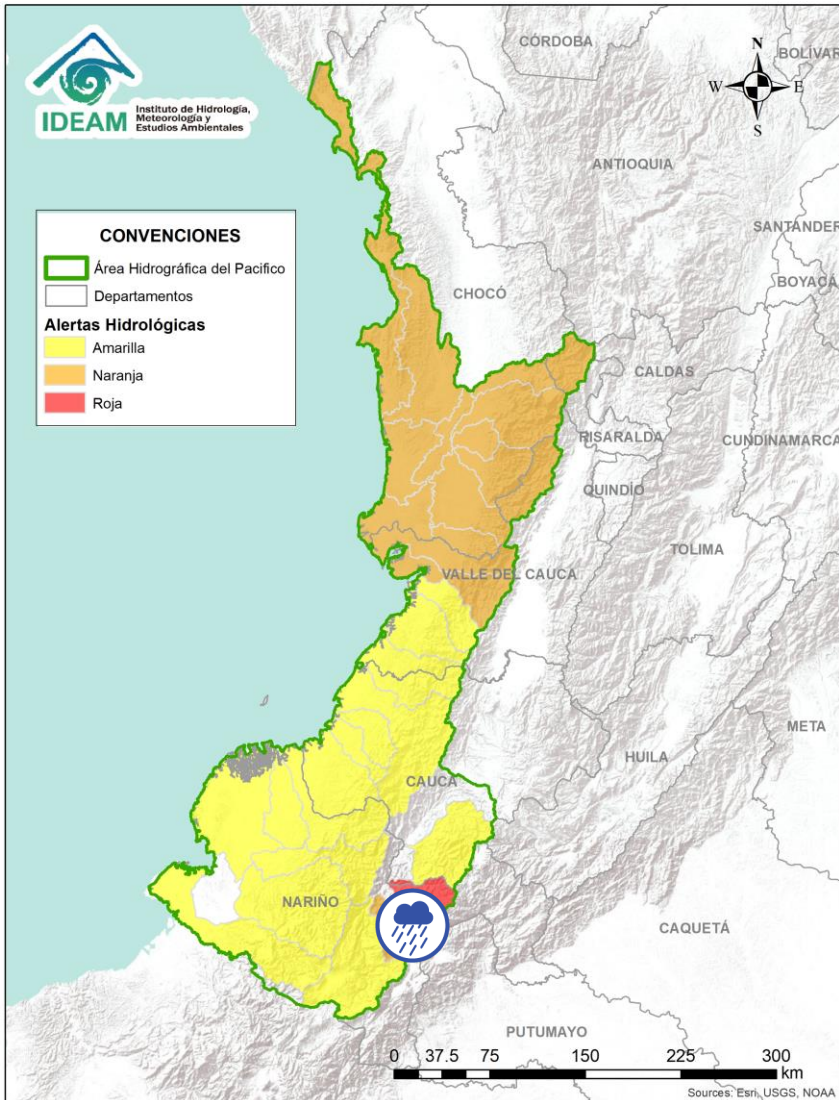 IDEAM
Instituto de Hidrología,
Meteorología y
Estudios Ambientales
CÓRDOBA
BOLÍVAR
N
W
E
S
ANTIOQUIA
SANTANDER
BOYACÁ
CONVENCIONES
Área Hidrográfica del Pacifico
Departamentos
Alertas Hidrológicas
Amarilla
Naranja
Roja
CHOCÓ
CALDAS
RISARALDA
CUNDINAMARCA
QUINDÍO
TOLIMA
VALLE DEL CAUCA
META
HUILA
CAUCA
NARIÑO
CAQUETÁ
PUTUMAYO
0 37.5 75 150 225 300
km
Sources: Esri, USGS, NOAA